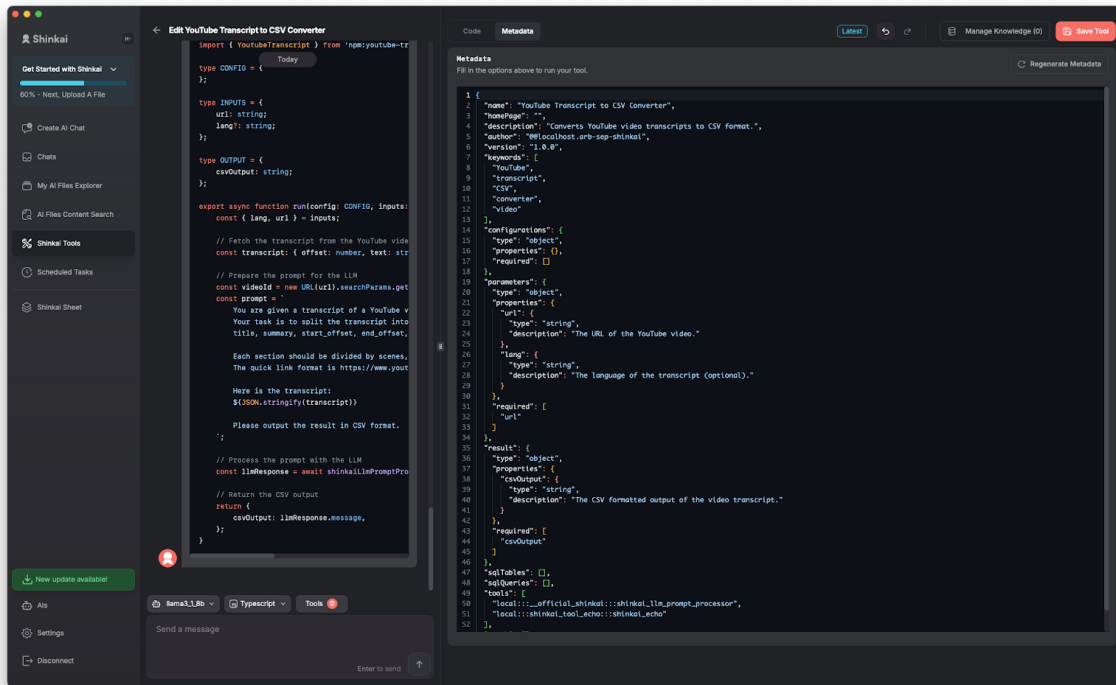 Shinkai
Get Started with Shinkai
60% - Next, Upload A File
Create AI Chat
Chats
My AI Files Explorer
AI Files Content Search
Shinkai Tools
Scheduled Tasks
Shinkai Sheet
New update available!
AIs
Settings
Disconnect
Edit YouTube Transcript to CSV Converter
import { YoutubeTranscript } from 'npm:youtube-tr
Today
type CONFIG = {
};
type INPUTS = {
url: string;
lang?: string;
};
type OUTPUT = {
csvOutput: string;
};
export async function run(config: CONFIG, inputs:
const { lang, url } = inputs;
// Fetch the transcript from the YouTube vide
const transcript: { offset: number, text: str
// Prepare the prompt for the LLM
const videoId = new URL(url).searchParams.get
const prompt = `
You are given a transcript of a YouTube v
Your task is to split the transcript into
title, summary, start_offset, end_offset,
Each section should be divided by scenes,
The quick link format is https://www.yout
Here is the transcript:
${JSON.stringify(transcript)}
Please output the result in CSV format.
`;
// Process the prompt with the LLM
const llmResponse = await shinkaiLlmPromptPro
// Return the CSV output
return {
csvOutput: llmResponse.message,
};
}
llama3_1_8b
Typescript
Tools 0
Send a message
Enter to send
Code
Metadata
Latest
Manage Knowledge (0)
Save Tool
Metadata
Fill in the options above to run your tool.
Regenerate Metadata
1 {
2 "name": "YouTube Transcript to CSV Converter",
3 "homePage": "",
4 "description": "Converts YouTube video transcripts to CSV format.",
5 "author": "@@localhost.arb-sep-shinkai",
6 "version": "1.0.0",
7 "keywords": [
8 "YouTube",
9 "transcript",
10 "CSV",
11 "converter",
12 "video"
13 ],
14 "configurations": {
15 "type": "object",
16 "properties": {},
17 "required": []
18 },
19 "parameters": {
20 "type": "object",
21 "properties": {
22 "url": {
23 "type": "string",
24 "description": "The URL of the YouTube video."
25 },
26 "lang": {
27 "type": "string",
28 "description": "The language of the transcript (optional)."
29 }
30 },
31 "required": [
32 "url"
33 ]
34 },
35 "result": {
36 "type": "object",
37 "properties": {
38 "csvOutput": {
39 "type": "string",
40 "description": "The CSV formatted output of the video transcript."
41 }
42 },
43 "required": [
44 "csvOutput"
45 ]
46 },
47 "sqlTables": [],
48 "sqlQueries": [],
49 "tools": [
50 "local:::__official_shinkai:::shinkai_llm_prompt_processor",
51 "local:::shinkai_tool_echo:::shinkai_echo"
52 ],